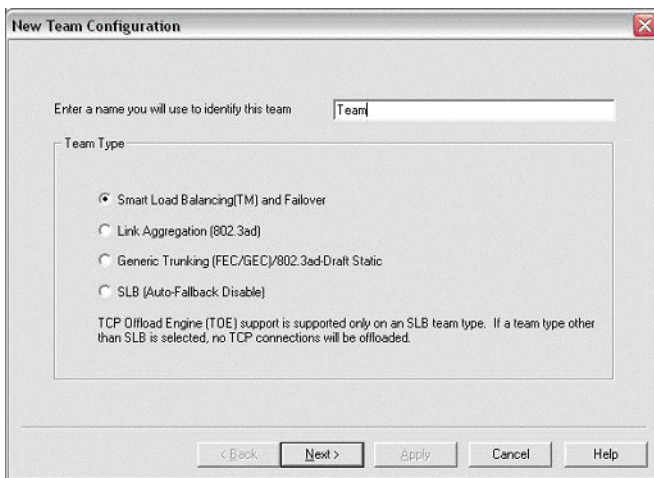 New Team Configuration
Enter a name you will use to identify this team
Team
Team Type
Smart Load Balancing(TM) and Failover
Link Aggregation (802.3ad)
Generic Trunking (FEC/GEC)/802.3ad-Draft Static
SLB (Auto-Fallback Disable)
TCP Offload Engine (TOE) support is supported only on an SLB team type. If a team type other
than SLB is selected, no TCP connections will be offloaded.
< Back Next > Apply Cancel Help